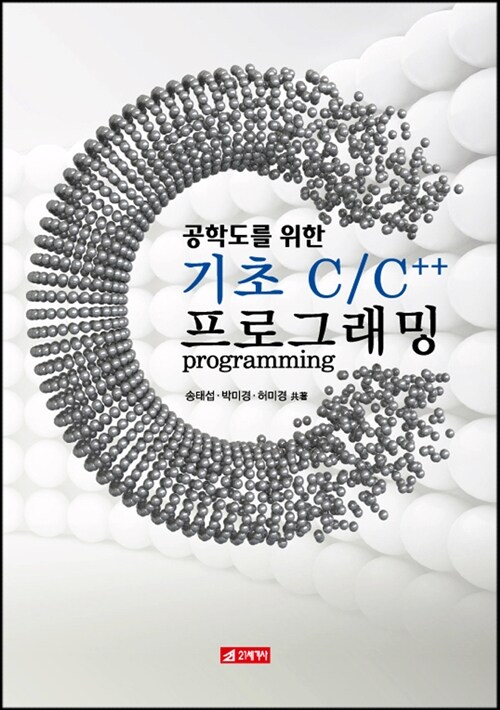 공학도를 위한
기초 C/C++
프로그래밍
programming
송태섭·박미경·허미경 共著
21세기사